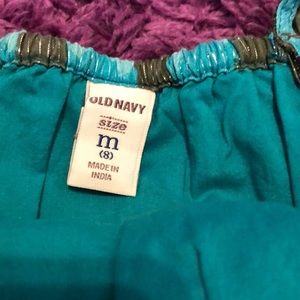 OLD NAVY
size
m
(8)
MADE IN
INDIA